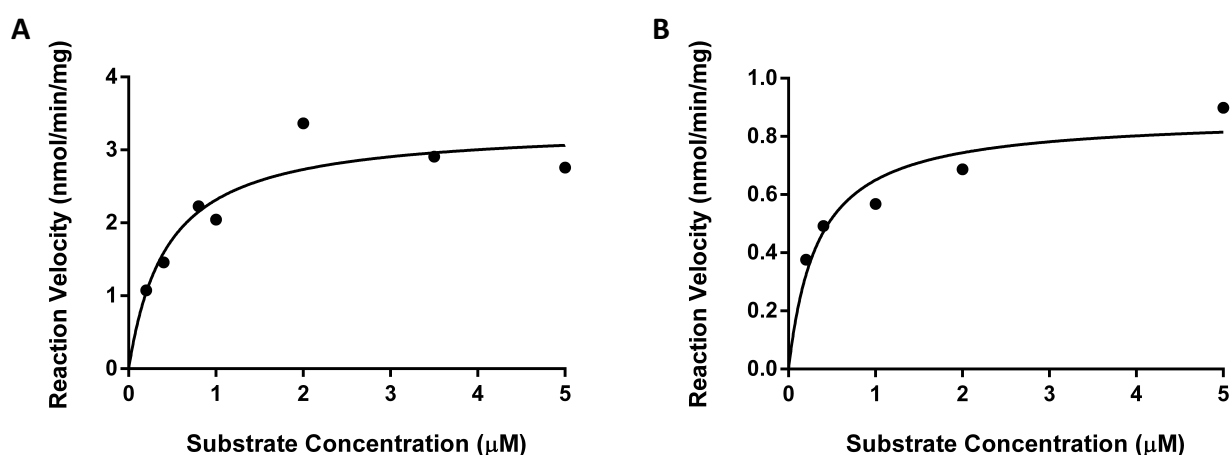 A
Reaction Velocity (nmol/min/mg)
4
3
2
1
0
0 1 2 3 4 5
Substrate Concentration (μM)
B
Reaction Velocity (nmol/min/mg)
1.0
0.8
0.6
0.4
0.2
0.0
0 1 2 3 4 5
Substrate Concentration (μM)